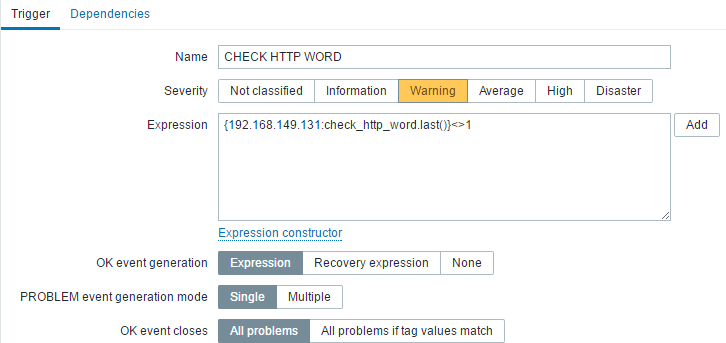 Trigger Dependencies
Name CHECK HTTP WORD
Severity Not classified Information Warning Average High Disaster
Expression {192.168.149.131:check_http_word.last()}<>1 Add
Expression constructor
OK event generation Expression Recovery expression None
PROBLEM event generation mode Single Multiple
OK event closes All problems All problems if tag values match